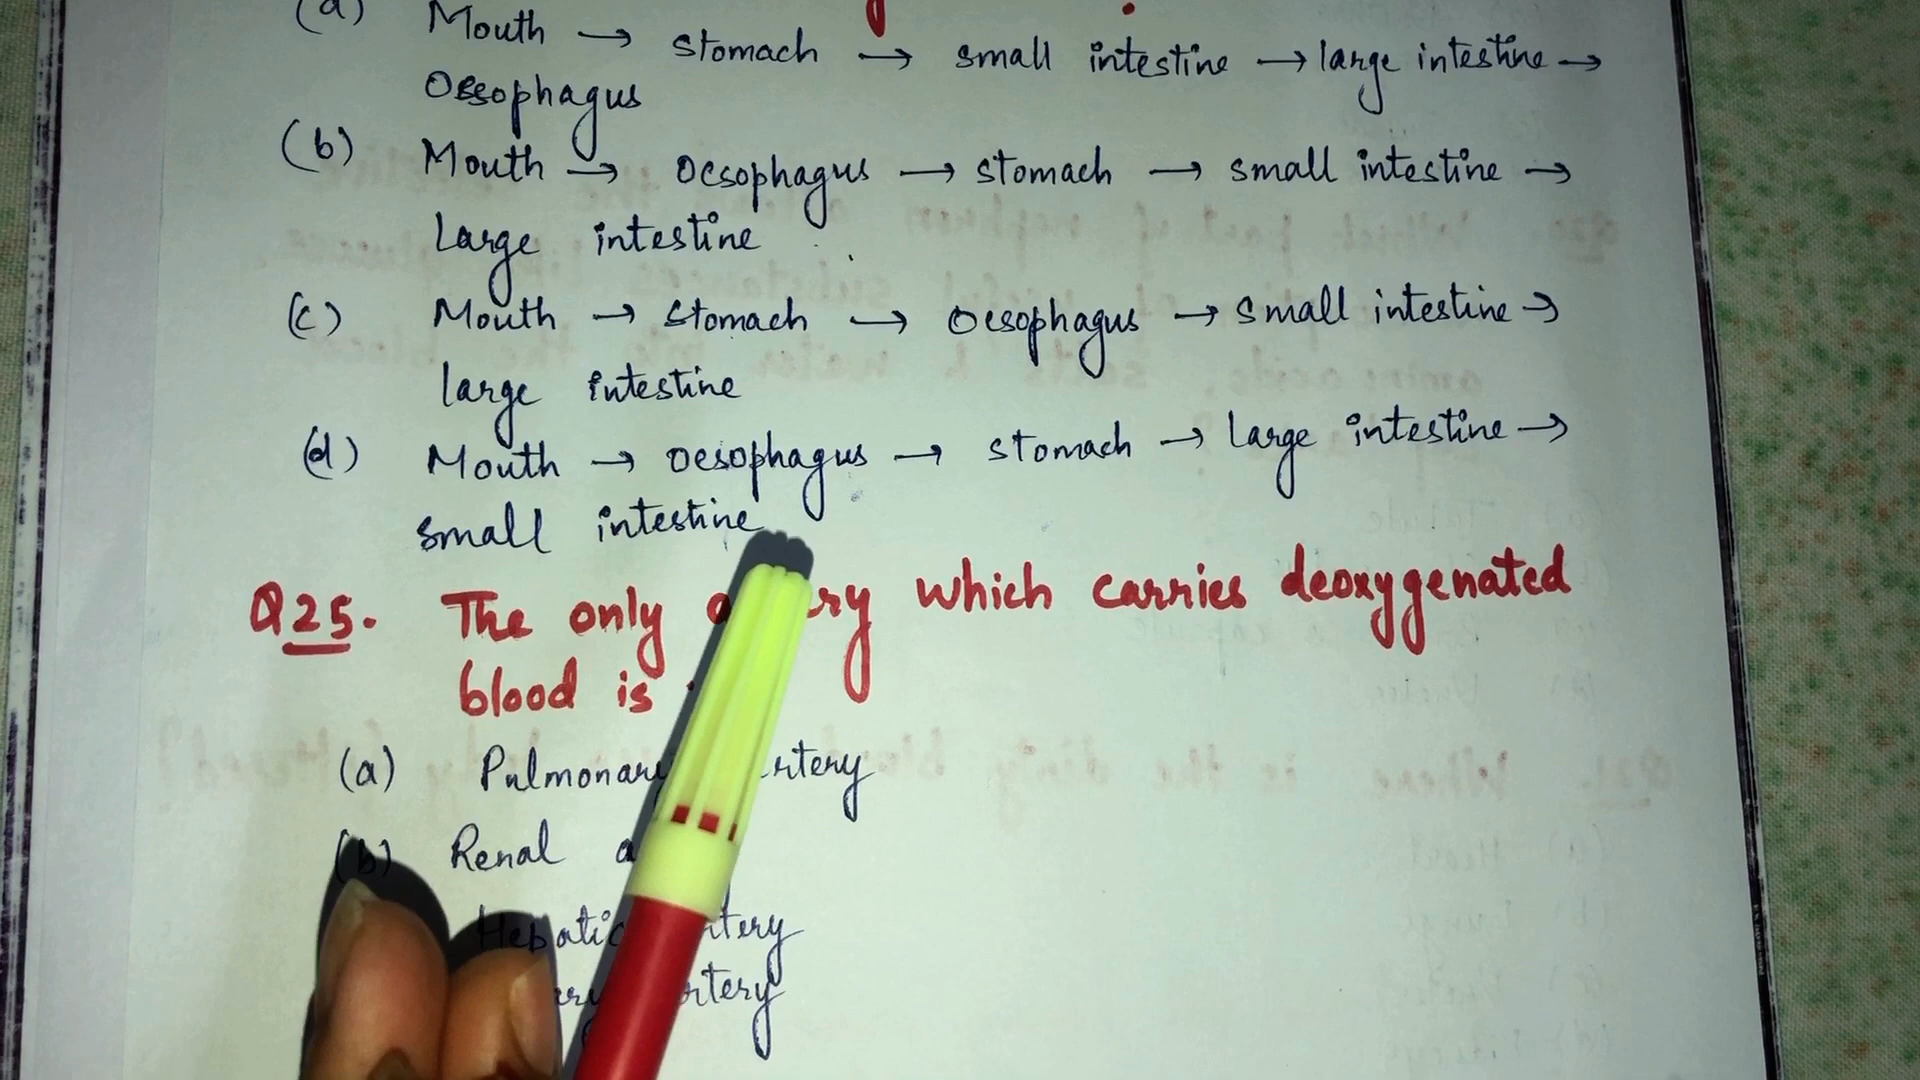 (a) Mouth → stomach → small intestine → large intestine →
Oesophagus
(b) Mouth → Oesophagus → stomach → small intestine →
Large intestine
(c) Mouth → stomach → Oesophagus → small intestine →
large intestine
(d) Mouth → oesophagus → stomach → large intestine →
small intestine
Q25. The only which carries deoxygenated
blood is
(a) Pulmonary
(b) Renal
Hepatic